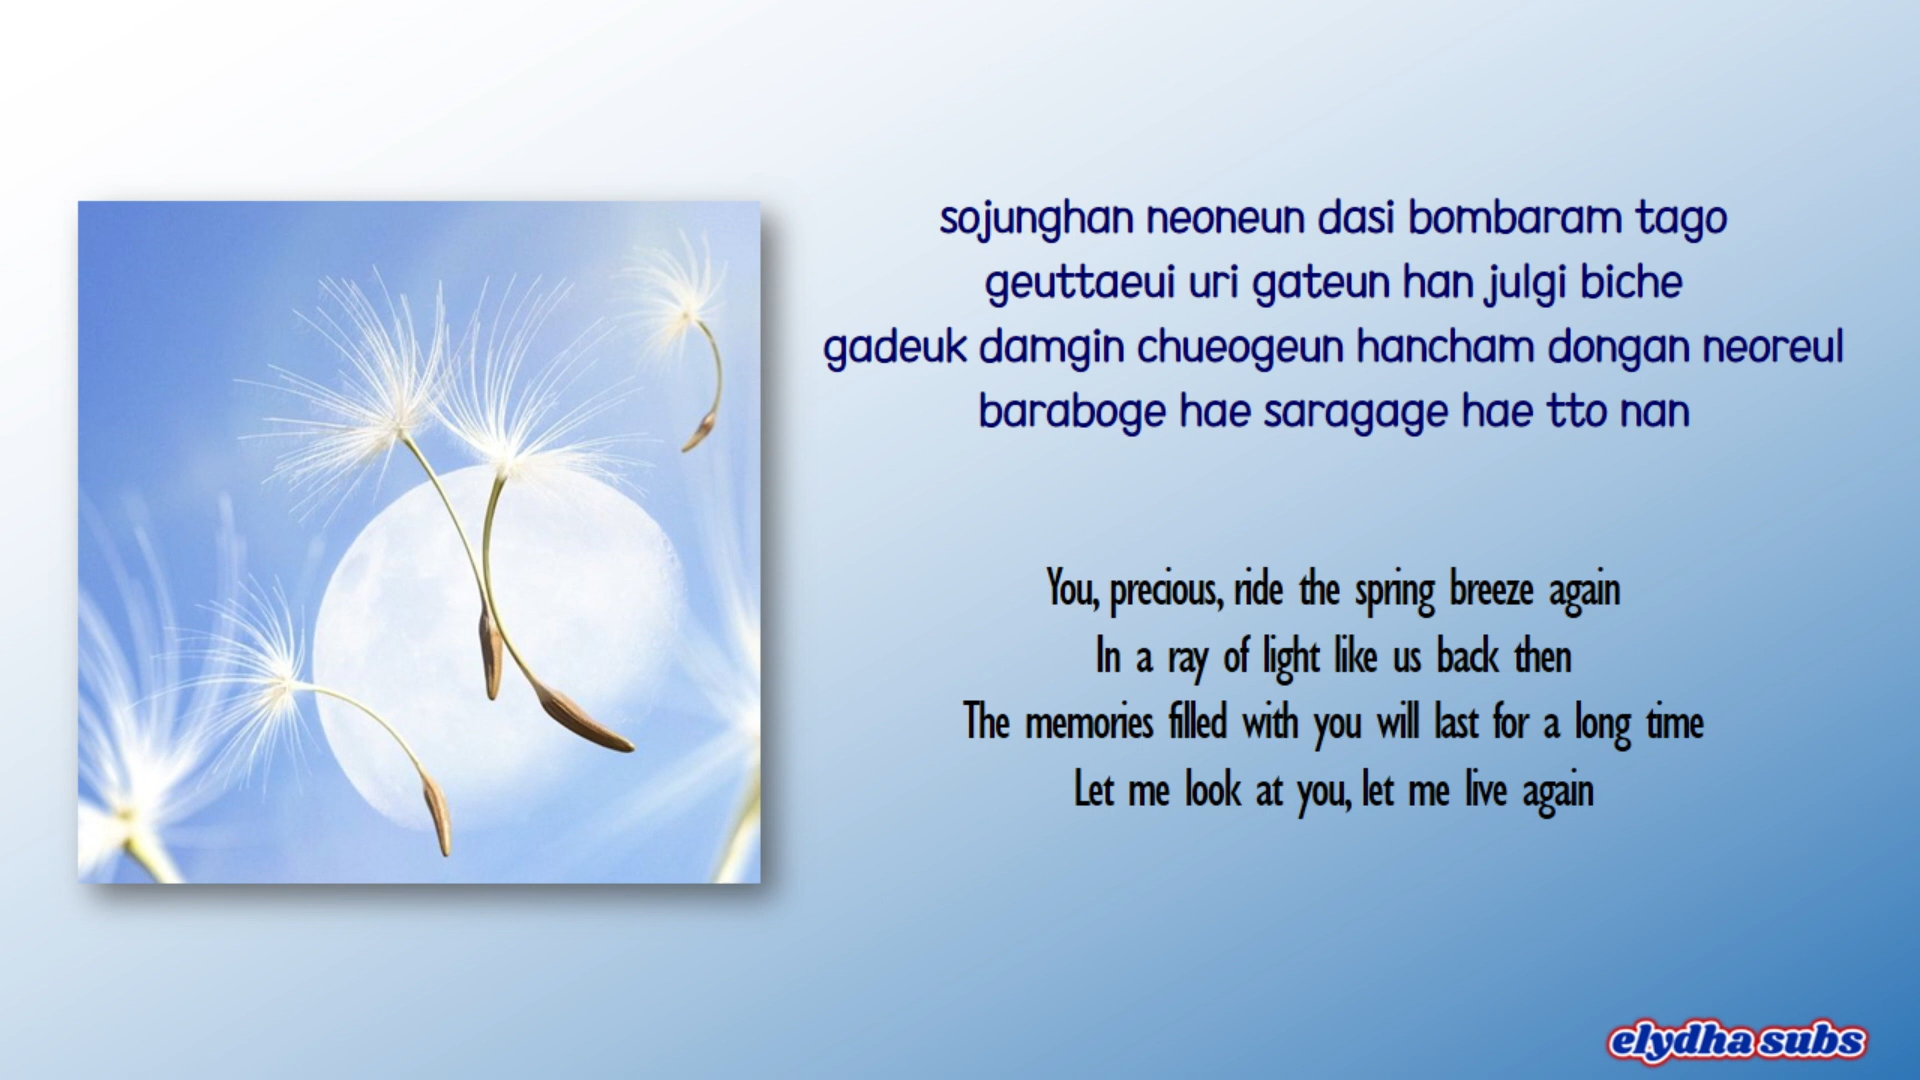 sojunghan neoneun dasi bombaram tago
geuttaeui uri gateun han julgi biche
gadeuk damgin chueogeun hancham dongan neoreul
baraboge hae saragage hae tto nan
You, precious, ride the spring breeze again
In a ray of light like us back then
The memories filled with you will last for a long time
Let me look at you, let me live again
elydha subs